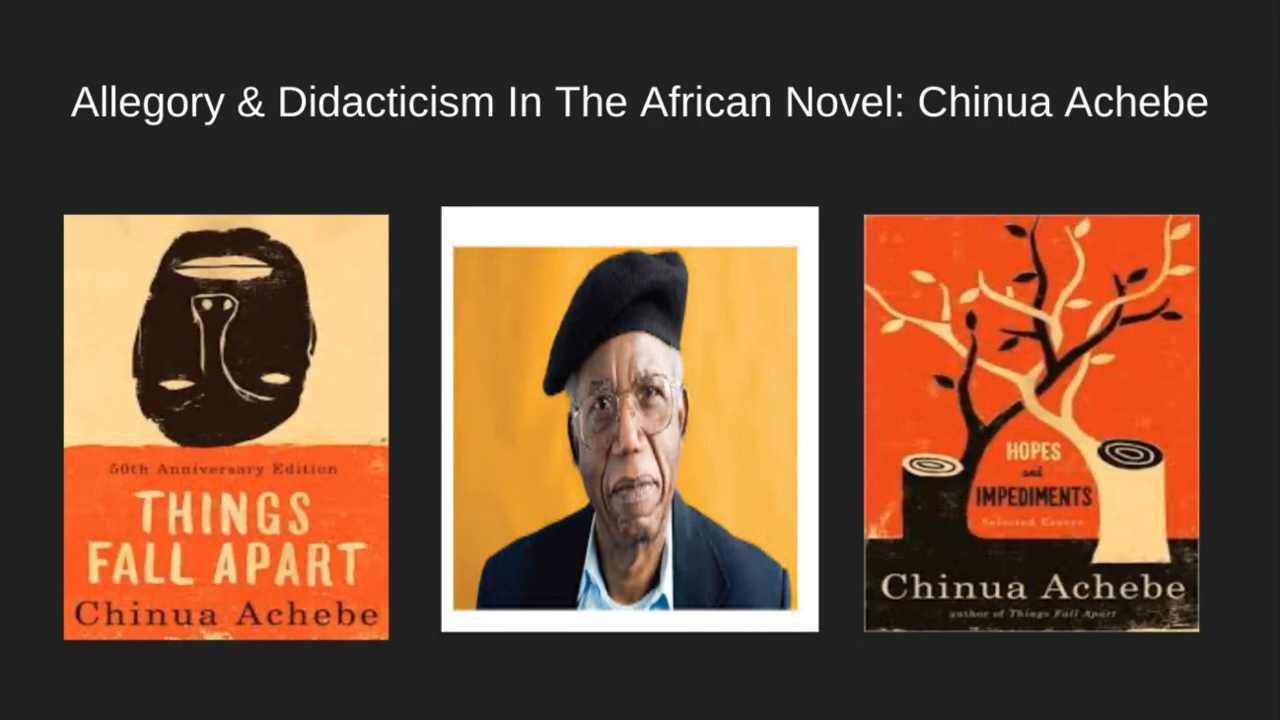 Allegory & Didacticism In The African Novel: Chinua Achebe
50th Anniversary Edition
THINGS
FALL APART
Chinua Achebe
HOPES
and
IMPEDIMENTS
Selected Essays
Chinua Achebe
author of Things Fall Apart